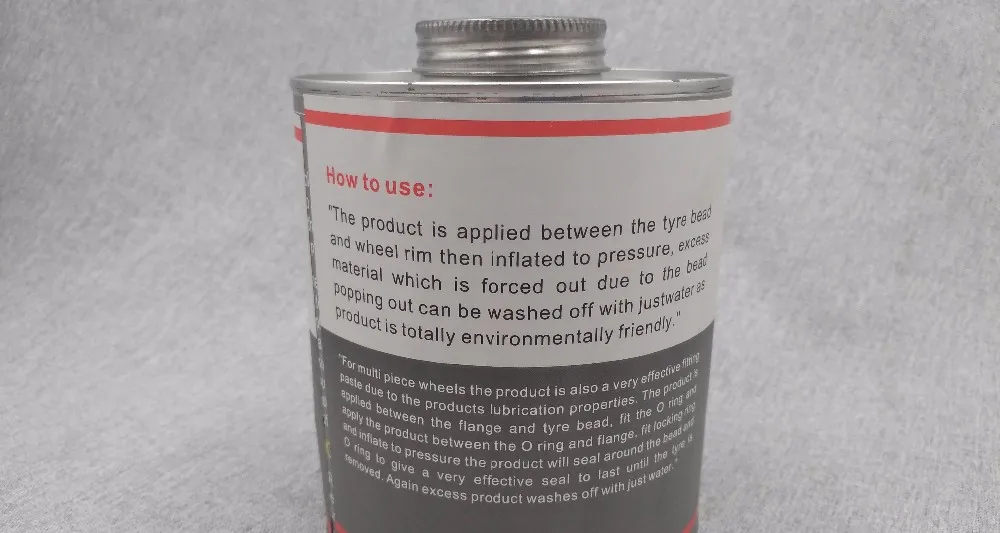 How to use:
"The product is applied between the tyre bead
and wheel rim then inflated to pressure, excess
material which is forced out due to the bead
popping out can be washed off with justwater as
product is totally environmentally friendly."
"For multi piece wheels the product is also a very effective fitting
paste due to the products lubrication properties. The product is
applied between the flange and tyre bead, fit the O ring and
apply the product between the O ring and flange, fit locking ring
and inflate to pressure the product will seal around the bead and
O ring to give a very effective seal to last until the tyre is
removed. Again excess product washes off with just water."